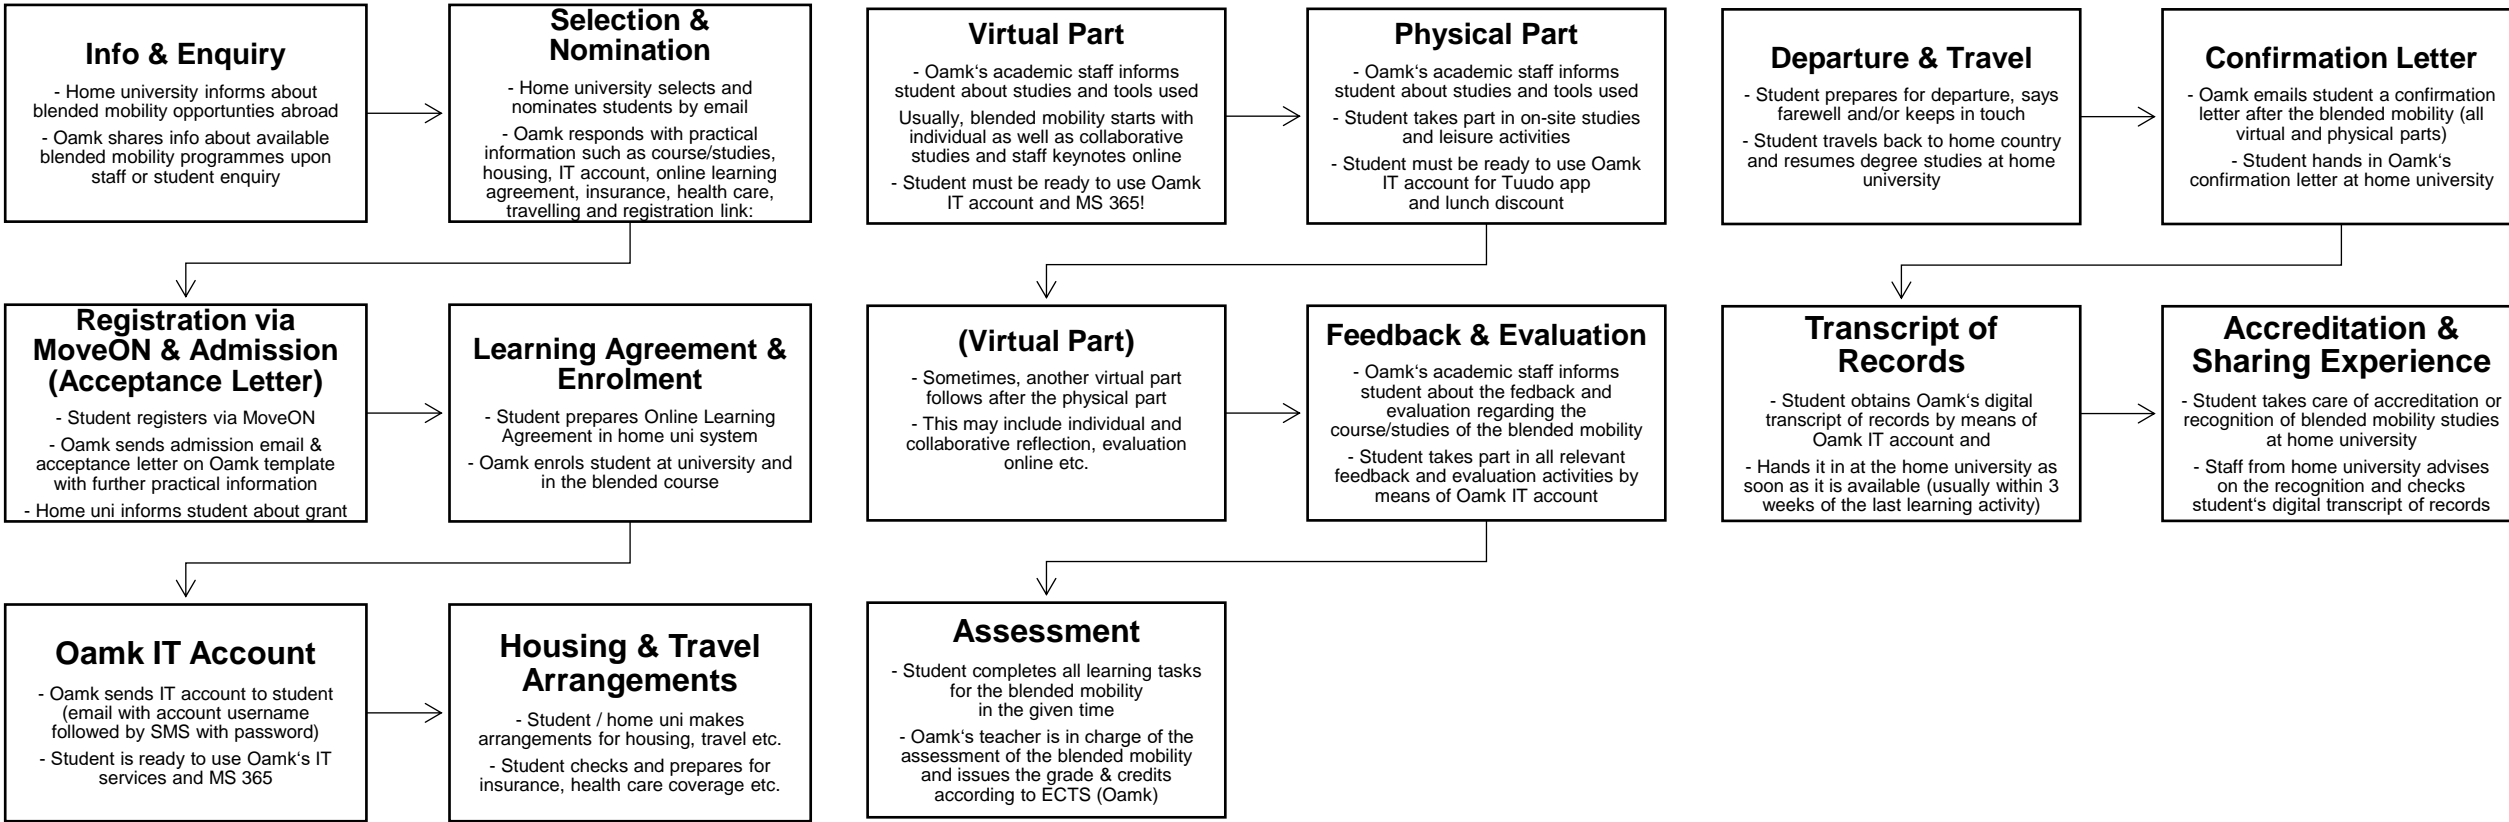 Info & Enquiry
- Home university informs about
blended mobility opportunties abroad
- Oamk shares info about available
blended mobility programmes upon
staff or student enquiry
Selection &
Nomination
- Home university selects and
nominates students by email
- Oamk responds with practical
information such as course/studies,
housing, IT account, online learning
agreement, insurance, health care,
travelling and registration link:
Registration via
MoveON & Admission
(Acceptance Letter)
- Student registers via MoveON
- Oamk sends admission email &
acceptance letter on Oamk template
with further practical information
- Home uni informs student about grant
Learning Agreement &
Enrolment
- Student prepares Online Learning
Agreement in home uni system
- Oamk enrols student at university and
in the blended course
Oamk IT Account
- Oamk sends IT account to student
(email with account username
followed by SMS with password)
- Student is ready to use Oamk‘s IT
services and MS 365
Housing & Travel
Arrangements
- Student / home uni makes
arrangements for housing, travel etc.
- Student checks and prepares for
insurance, health care coverage etc.
Virtual Part
- Oamk‘s academic staff informs
student about studies and tools used
Usually, blended mobility starts with
individual as well as collaborative
studies and staff keynotes online
- Student must be ready to use Oamk
IT account and MS 365!
Physical Part
- Oamk‘s academic staff informs
student about studies and tools used
- Student takes part in on-site studies
and leisure activities
- Student must be ready to use Oamk
IT account for Tuudo app
and lunch discount
(Virtual Part)
- Sometimes, another virtual part
follows after the physical part
- This may include individual and
collaborative reflection, evaluation
online etc.
Feedback & Evaluation
- Oamk‘s academic staff informs
student about the fedback and
evaluation regarding the
course/studies of the blended mobility
- Student takes part in all relevant
feedback and evaluation activities by
means of Oamk IT account
Assessment
- Student completes all learning tasks
for the blended mobility
in the given time
- Oamk‘s teacher is in charge of the
assessment of the blended mobility
and issues the grade & credits
according to ECTS (Oamk)
Departure & Travel
- Student prepares for departure, says
farewell and/or keeps in touch
- Student travels back to home country
and resumes degree studies at home
university
Confirmation Letter
- Oamk emails student a confirmation
letter after the blended mobility (all
virtual and physical parts)
- Student hands in Oamk‘s
confirmation letter at home university
Transcript of
Records
- Student obtains Oamk‘s digital
transcript of records by means of
Oamk IT account and
- Hands it in at the home university as
soon as it is available (usually within 3
weeks of the last learning activity)
Accreditation &
Sharing Experience
- Student takes care of accreditation or
recognition of blended mobility studies
at home university
- Staff from home university advises
on the recognition and checks
student‘s digital transcript of records